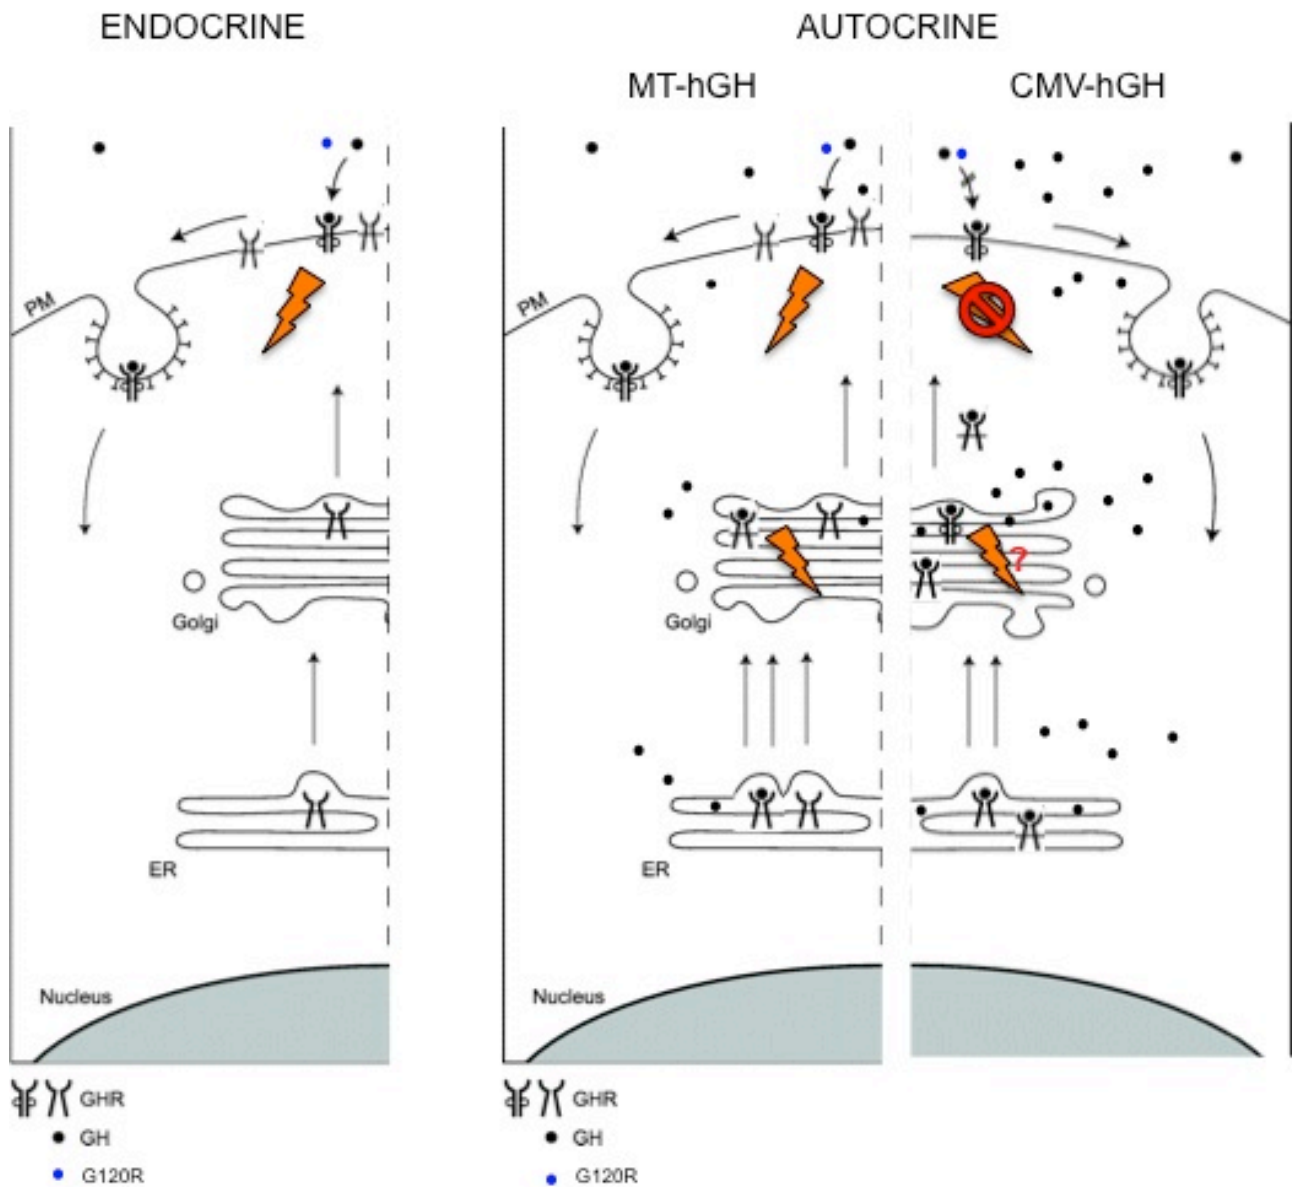 ENDOCRINE
AUTOCRINE
MT-hGH
CMV-hGH
PM
PM
?
Golgi
Golgi
ER
ER
Nucleus
Nucleus
GHR
GH
G120R
GHR
GH
G120R